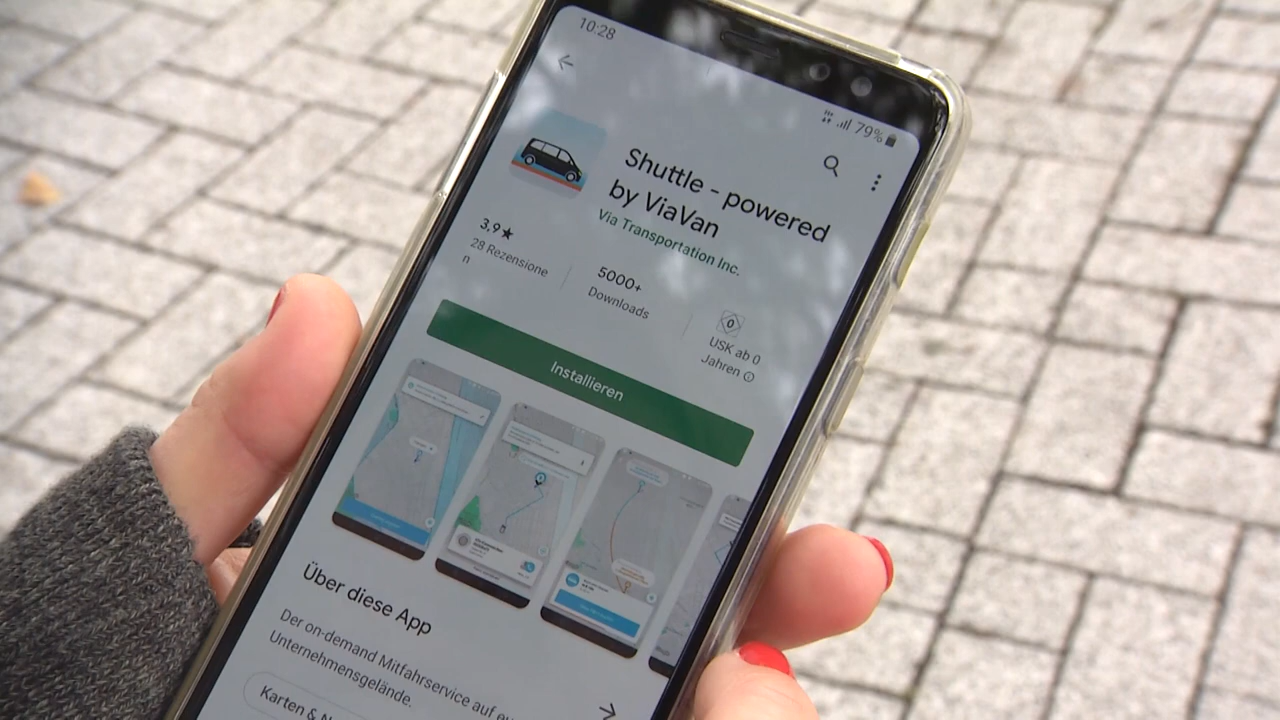 10:28
79%
Shuttle - powered
by ViaVan
Via Transportation Inc.
3,9★
28 Rezensione
n
5000+
Downloads
0
USK ab 0
Jahren
Installieren
Über diese App
Der on-demand Mitfahrservice auf
Unternehmensgelände.
Karten & N